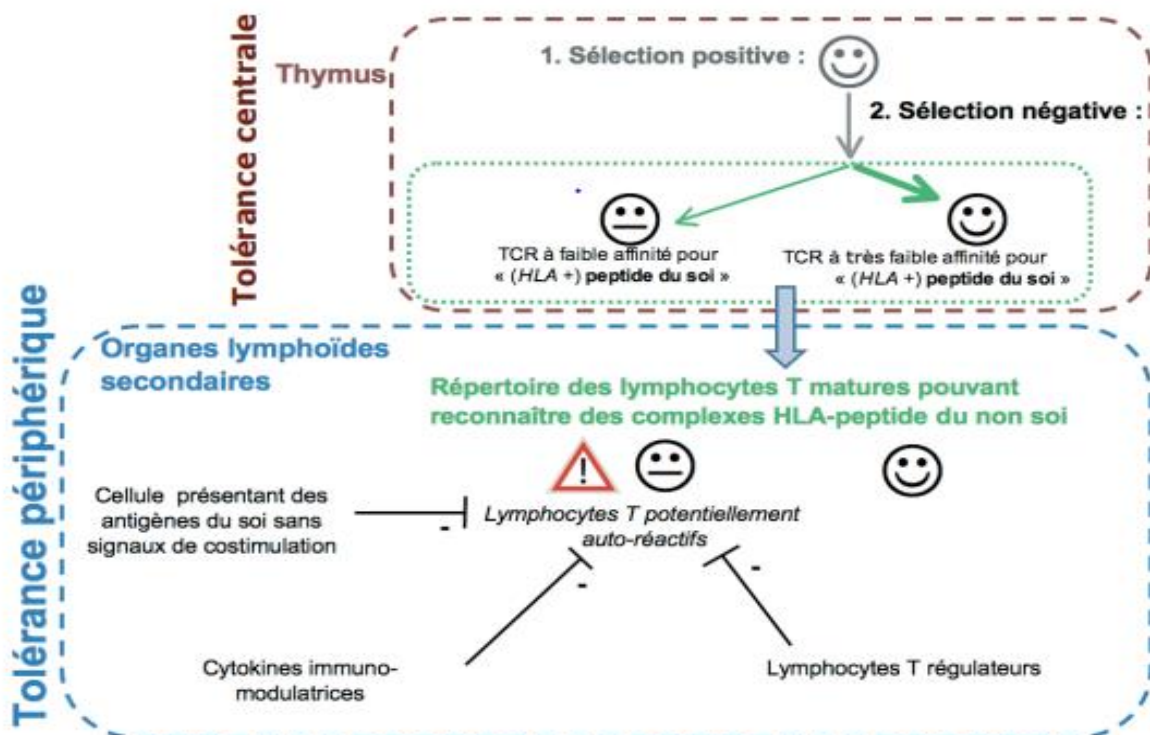 Tolérance centrale
Thymus
1. Sélection positive :
2. Sélection négative :
TCR à faible affinité pour
« (HLA +) peptide du soi »
TCR à très faible affinité pour
« (HLA +) peptide du soi »
Tolérance périphérique
Organes lymphoïdes
secondaires
Répertoire des lymphocytes T matures pouvant
reconnaître des complexes HLA-peptide du non soi
!
Cellule présentant des
antigènes du soi sans
signaux de costimulation
-
Lymphocytes T potentiellement
auto-réactifs
-
-
Cytokines immuno-
modulatrices
Lymphocytes T régulateurs